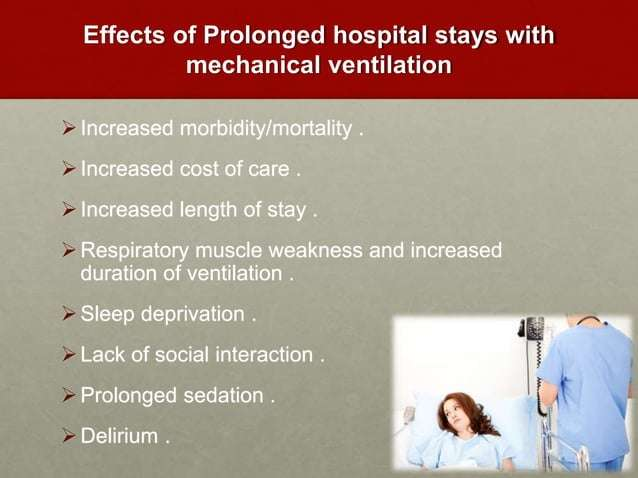 Effects of Prolonged hospital stays with
mechanical ventilation
Increased morbidity/mortality .
Increased cost of care .
Increased length of stay .
Respiratory muscle weakness and increased
duration of ventilation .
Sleep deprivation .
Lack of social interaction .
Prolonged sedation .
Delirium .